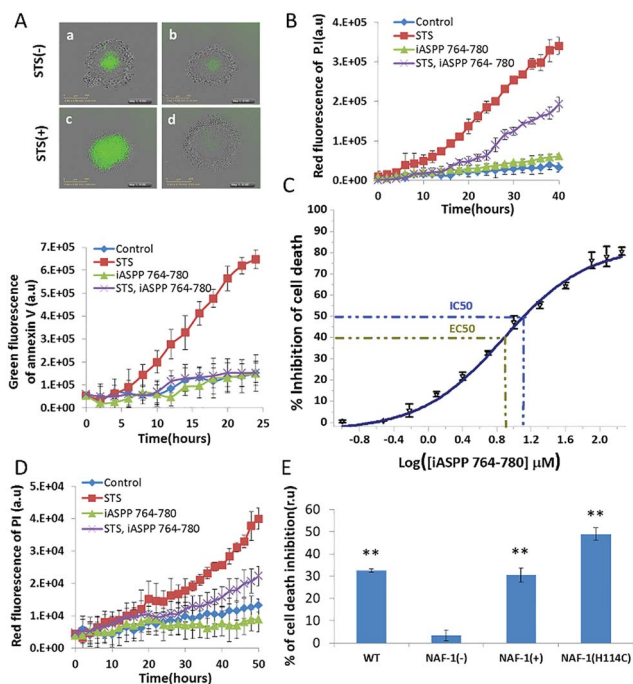 A
STS(-)
a
b
STS(+)
c
d
Green fluorescence
of annexin V (a.u)
7.E+05
6.E+05
5.E+05
4.E+05
3.E+05
2.E+05
1.E+05
0.E+00
0 5 10 15 20 25
Time(hours)
Control
STS
iASPP 764-780
STS, iASPP 764-780
B
Red fluorescence of P.I(a.u)
4.E+05
3.E+05
2.E+05
1.E+05
0.E+00
0 10 20 30 40
Time(hours)
Control
STS
iASPP 764-780
STS, iASPP 764- 780
C
% Inhibition of cell death
100
90
80
70
60
50
40
30
20
10
0
IC50
EC50
-0.8 -0.4 0.0 0.4 0.8 1.2 1.6 2.0
Log([iASPP 764-780] μM)
D
Red fluorescence of PI (a.u)
5.E+04
4.E+04
3.E+04
2.E+04
1.E+04
0.E+00
0 10 20 30 40 50
Time(hours)
Control
STS
iASPP 764-780
STS, iASPP 764-780
E
% of cell death inhibition(r.u)
60
50
40
30
20
10
0
**
**
**
WT NAF-1(-) NAF-1(+) NAF-1(H114C)